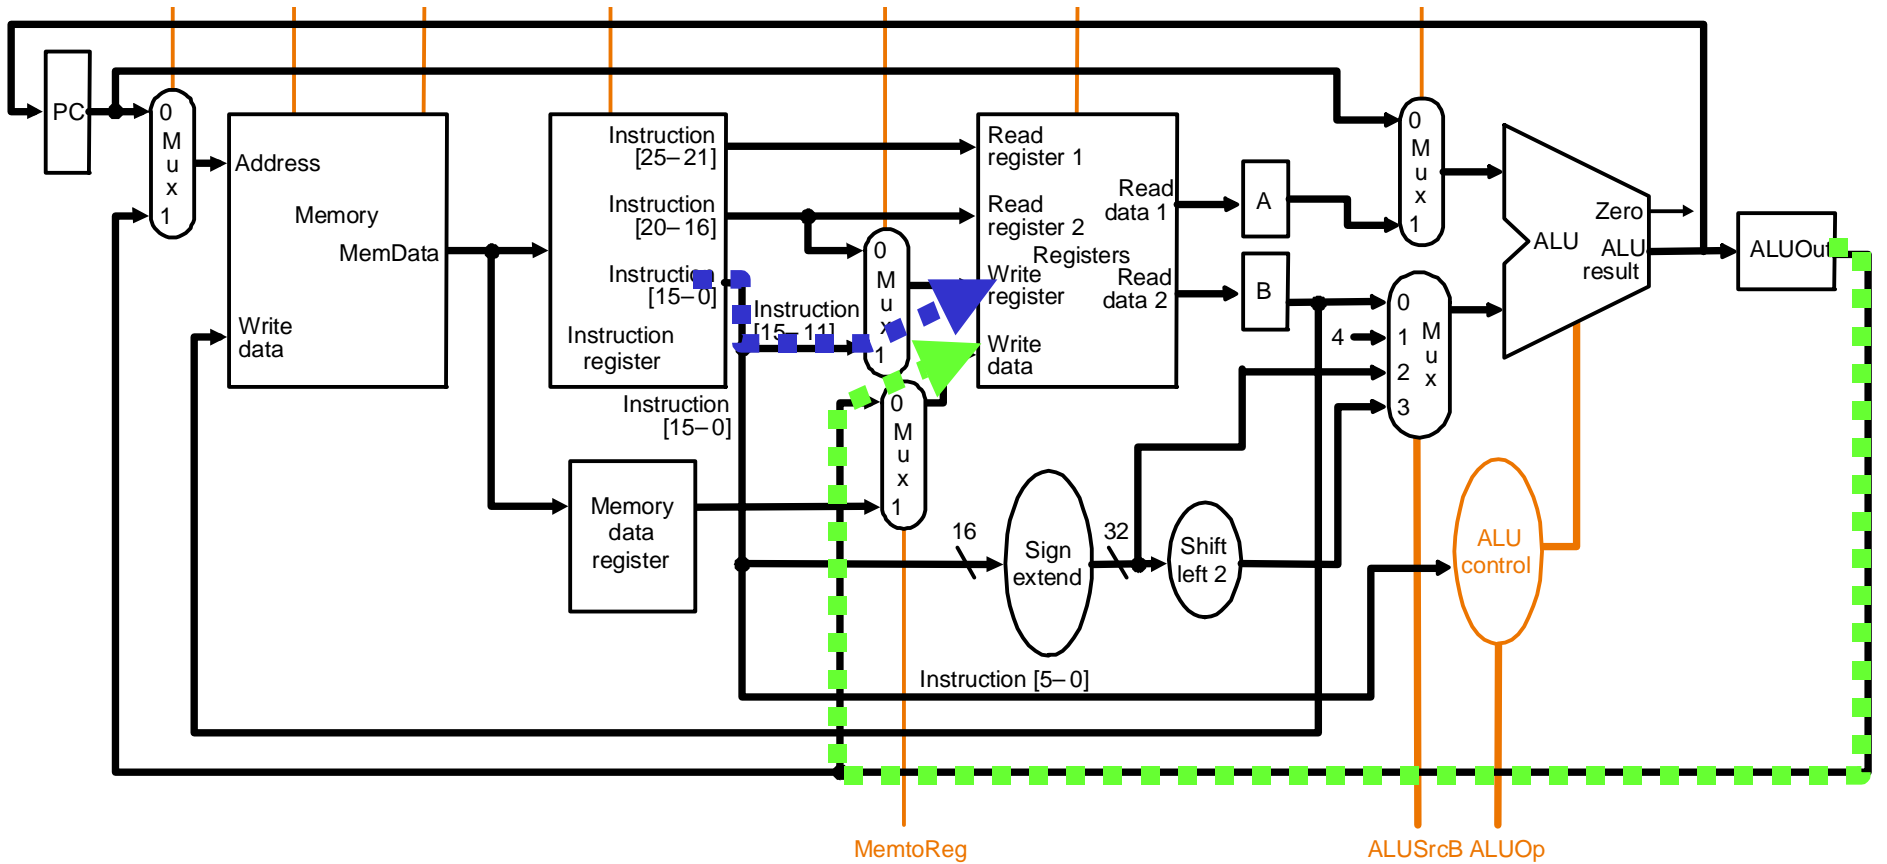 PC
0
M
u
x
1
Address
Memory
MemData
Write
data
Instruction
[25–21]
Instruction
[20–16]
Instruction
[15–0]
Instruction
register
Instruction
[15–11]
Instruction
[15–0]
Memory
data
register
0
M
u
x
1
0
M
u
x
1
Read
register 1
Read
register 2
Registers
Write
register
Write
data
Read
data 1
Read
data 2
A
B
4
0
M
u
x
1
0
1
2
3
M
u
x
Zero
ALU
ALU
result
ALUOut
16
Sign
extend
32
Shift
left 2
ALU
control
Instruction [5–0]
MemtoReg
ALUSrcB ALUOp